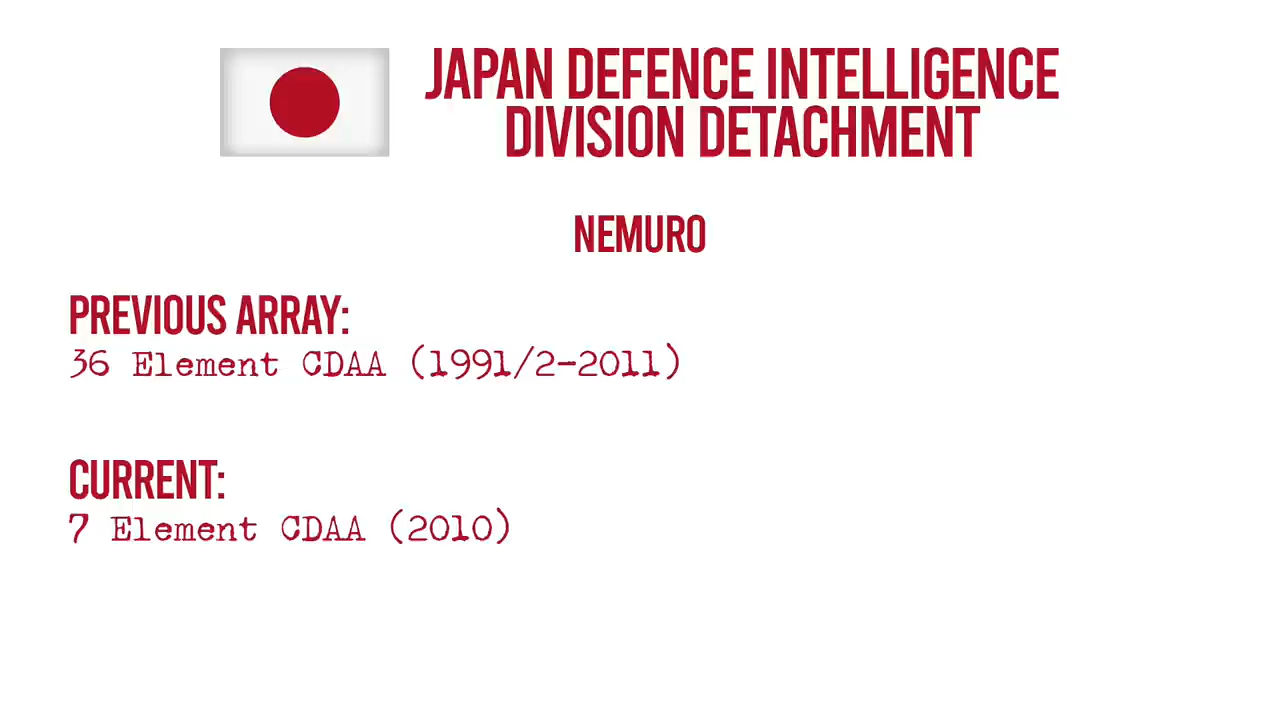 JAPAN DEFENCE INTELLIGENCE
DIVISION DETACHMENT
NEMURO
PREVIOUS ARRAY:
36 Element CDAA (1991/2-2011)
CURRENT:
7 Element CDAA (2010)